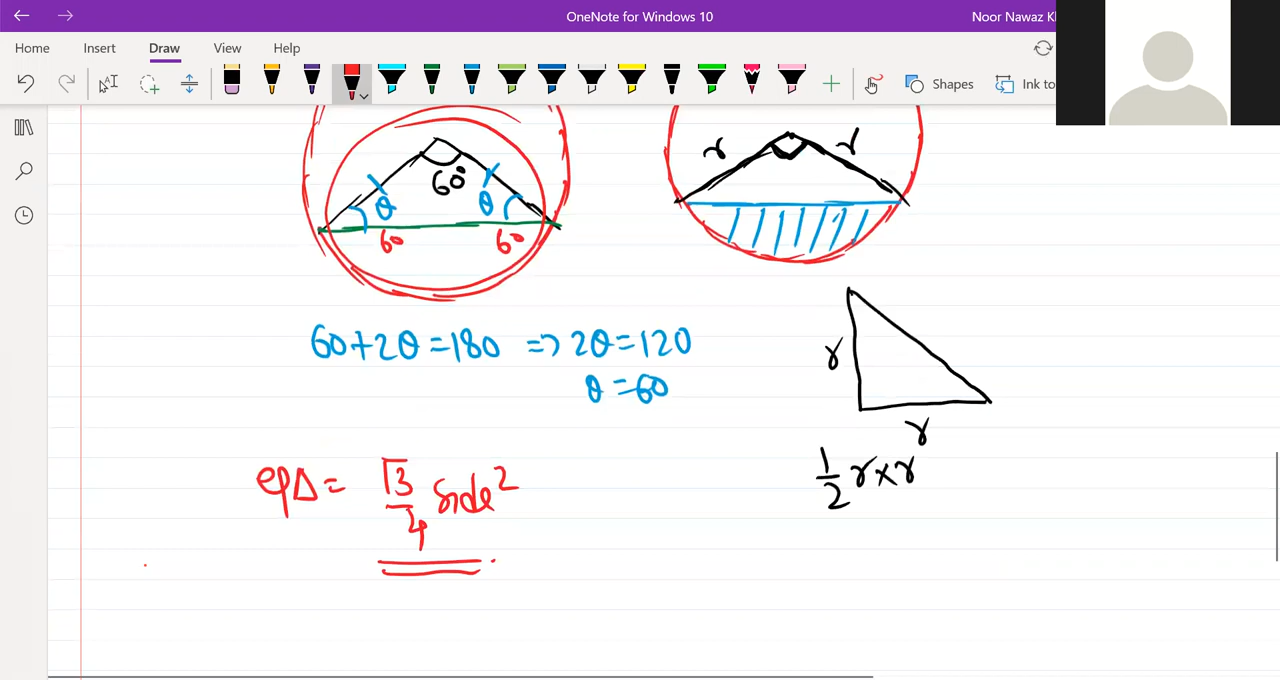 OneNote for Windows 10
Noor Nawaz Kh
Home Insert Draw View Help
Shapes
Ink to
60°
θ θ
60 60
r r
60+2θ=180 => 2θ=120
θ=60
r
r
eqΔ= √3/4 side²
1/2 r×r